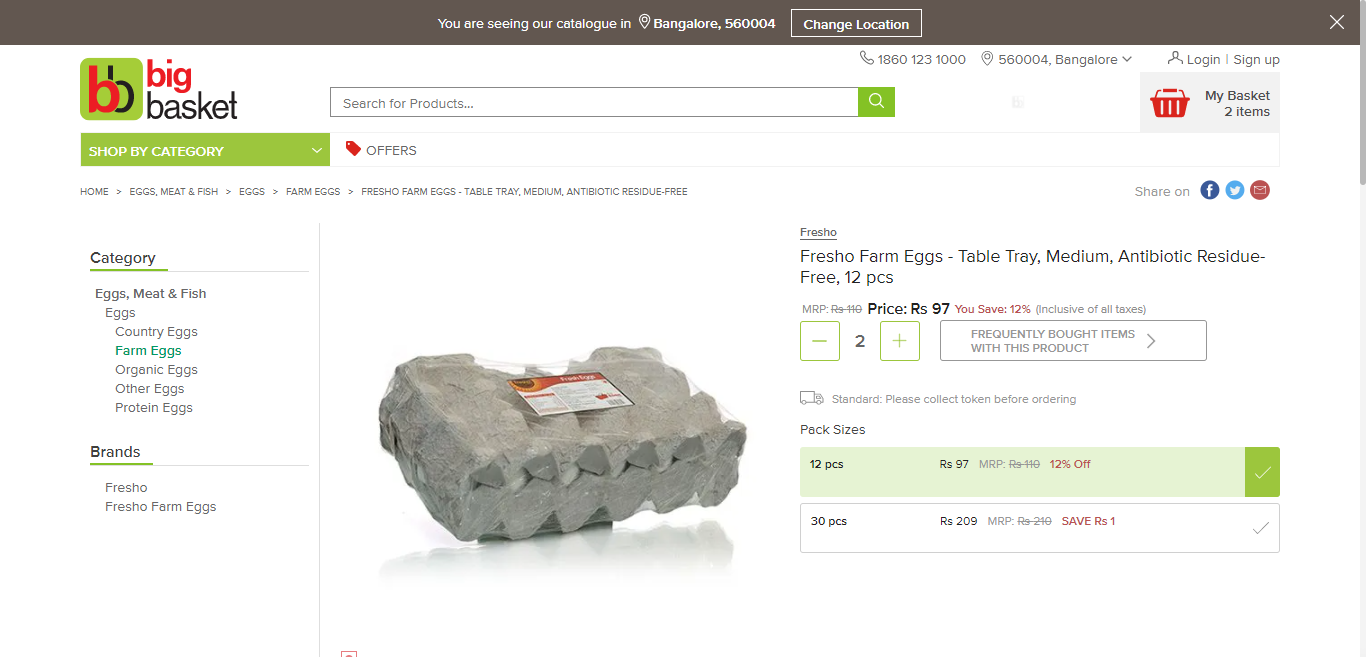 You are seeing our catalogue in Bangalore, 560004 Change Location
1860 123 1000 560004, Bangalore Login | Sign up
bb big basket
Search for Products...
My Basket
2 items
SHOP BY CATEGORY OFFERS
HOME > EGGS, MEAT & FISH > EGGS > FARM EGGS > FRESHO FARM EGGS - TABLE TRAY, MEDIUM, ANTIBIOTIC RESIDUE-FREE
Share on
Category
Eggs, Meat & Fish
Eggs
Country Eggs
Farm Eggs
Organic Eggs
Other Eggs
Protein Eggs
Brands
Fresho
Fresho Farm Eggs
Fresh Eggs
Fresho
Fresho Farm Eggs - Table Tray, Medium, Antibiotic Residue-
Free, 12 pcs
MRP: Rs 110 Price: Rs 97 You Save: 12% (Inclusive of all taxes)
2
FREQUENTLY BOUGHT ITEMS
WITH THIS PRODUCT
Standard: Please collect token before ordering
Pack Sizes
12 pcs Rs 97 MRP: Rs 110 12% Off
30 pcs Rs 209 MRP: Rs 210 SAVE Rs 1